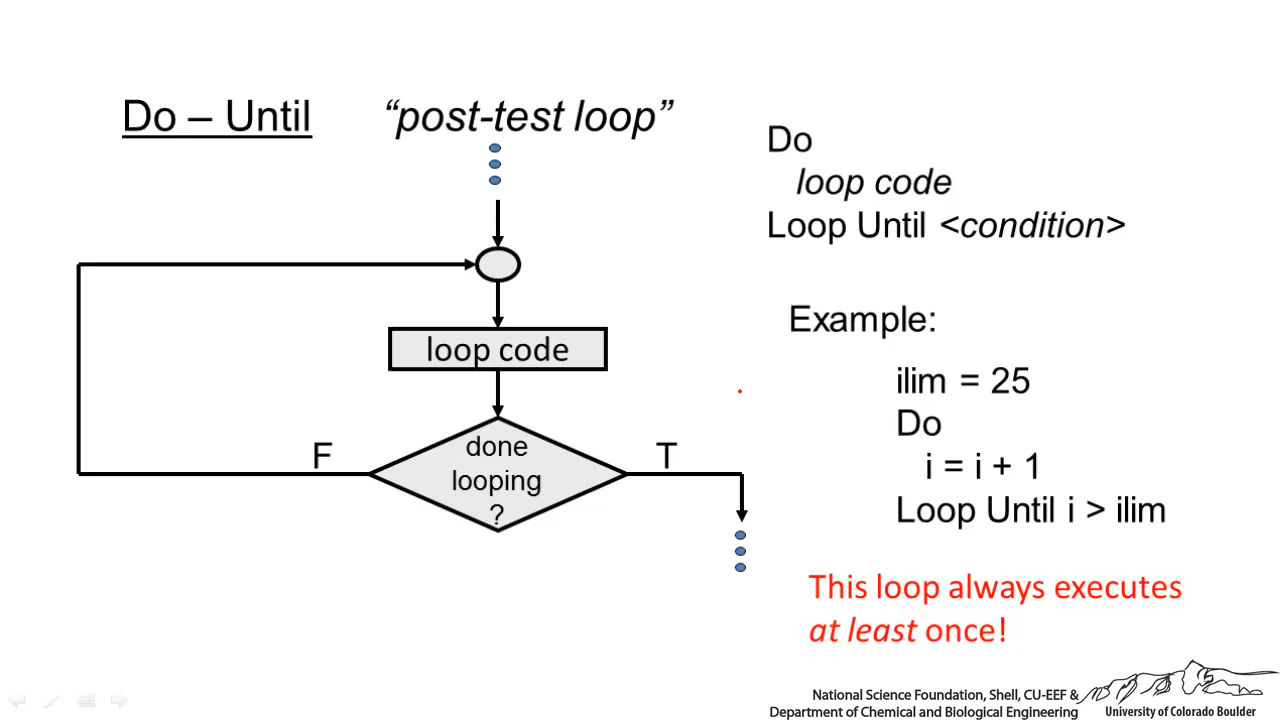 Do – Until “post-test loop”
loop code
done
looping
?
F
T
Do
loop code
Loop Until <condition>
Example:
ilim = 25
Do
i = i + 1
Loop Until i > ilim
This loop always executes
at least once!
National Science Foundation, Shell, CU-EEF &
Department of Chemical and Biological Engineering
University of Colorado Boulder